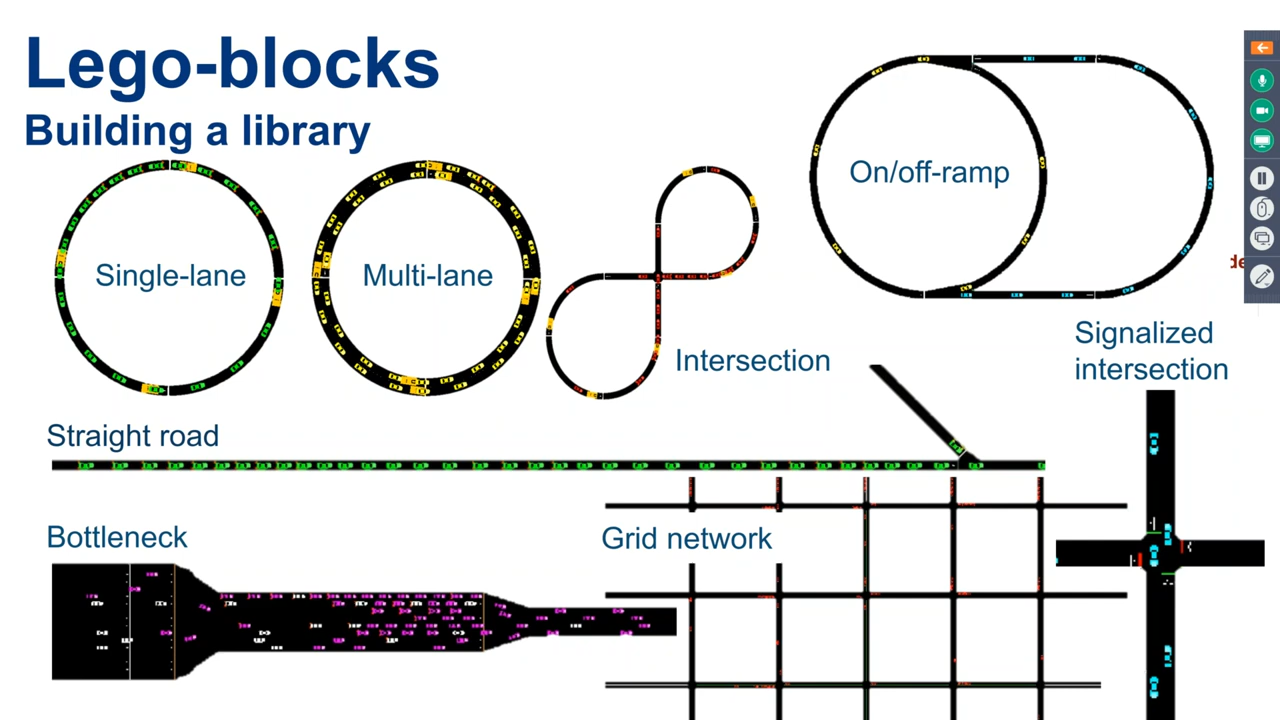 Lego-blocks
Building a library
Single-lane
Multi-lane
Intersection
On/off-ramp
Signalized
intersection
Straight road
Bottleneck
Grid network